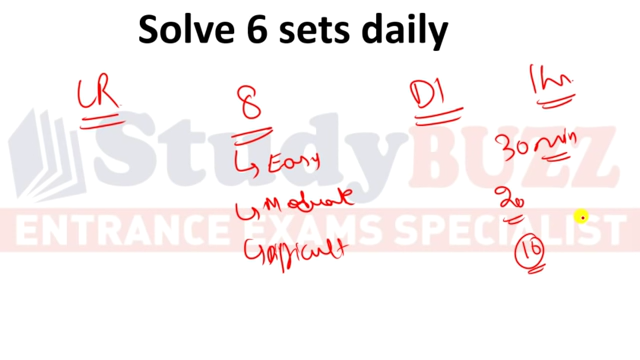 Solve 6 sets daily
LR 8 DI 1hr
StudyBUZZ
↳ Easy 30 min
↳ Moderate 20
ENTRANCE EXAMS SPECIALIST
↳ Difficult 10